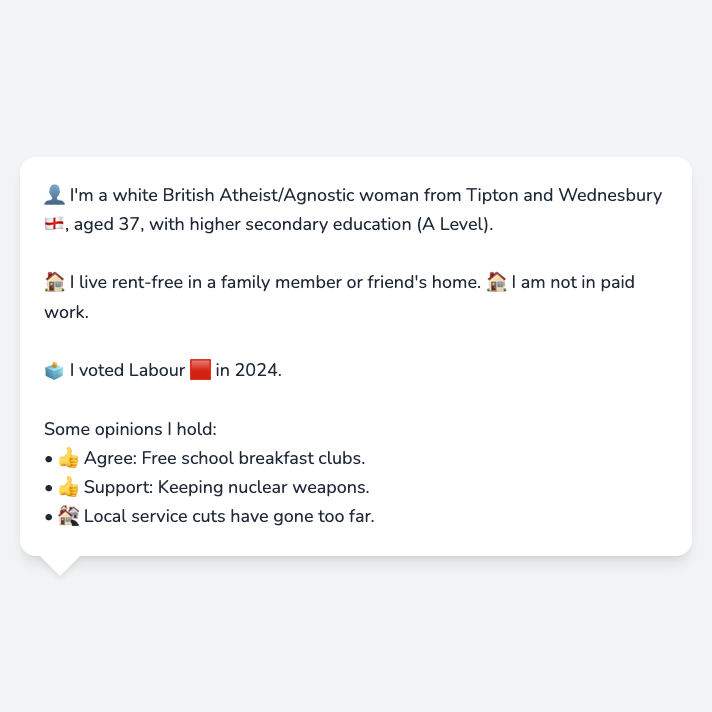 👤 I'm a white British Atheist/Agnostic woman from Tipton and Wednesbury
🏴󠁧󠁢󠁥󠁮󠁧󠁿, aged 37, with higher secondary education (A Level).
🏠 I live rent-free in a family member or friend's home. 🏠 I am not in paid
work.
🗳️ I voted Labour 🟥 in 2024.
Some opinions I hold:
• 👍 Agree: Free school breakfast clubs.
• 👍 Support: Keeping nuclear weapons.
• 🏚️ Local service cuts have gone too far.